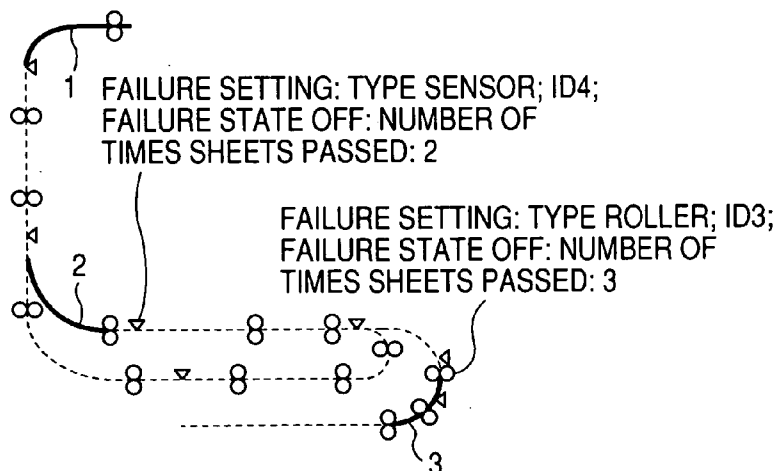 1
FAILURE SETTING: TYPE SENSOR; ID4;
FAILURE STATE OFF: NUMBER OF
TIMES SHEETS PASSED: 2
FAILURE SETTING: TYPE ROLLER; ID3;
FAILURE STATE OFF: NUMBER OF
TIMES SHEETS PASSED: 3
2
3